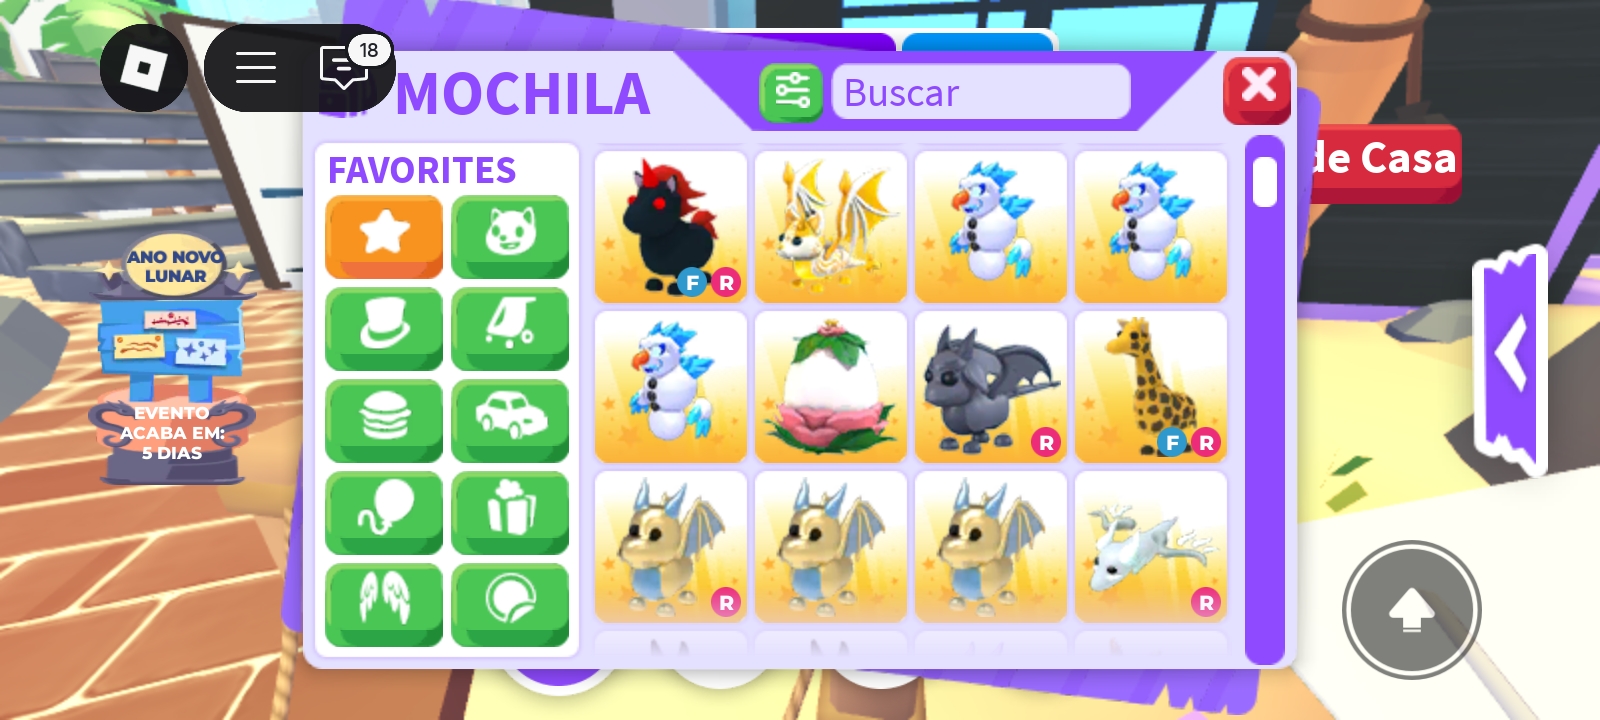 18
MOCHILA
Buscar
de Casa
FAVORITES
ANO NOVO
LUNAR
EVENTO
ACABA EM:
5 DIAS
F R
R
F R
R
R